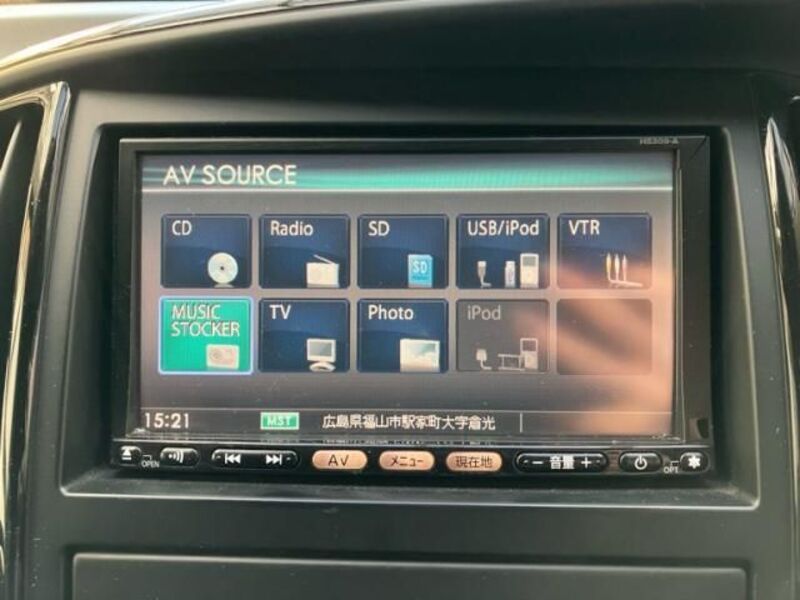 HS309-A
AV SOURCE
CD
Radio
SD
USB/iPod
VTR
SD
MUSIC
STOCKER
TV
Photo
iPod
15:21
MST
広島県福山市駅家町大字倉光
OPEN
AV
メニュー
現在地
− 音量 +
OPT